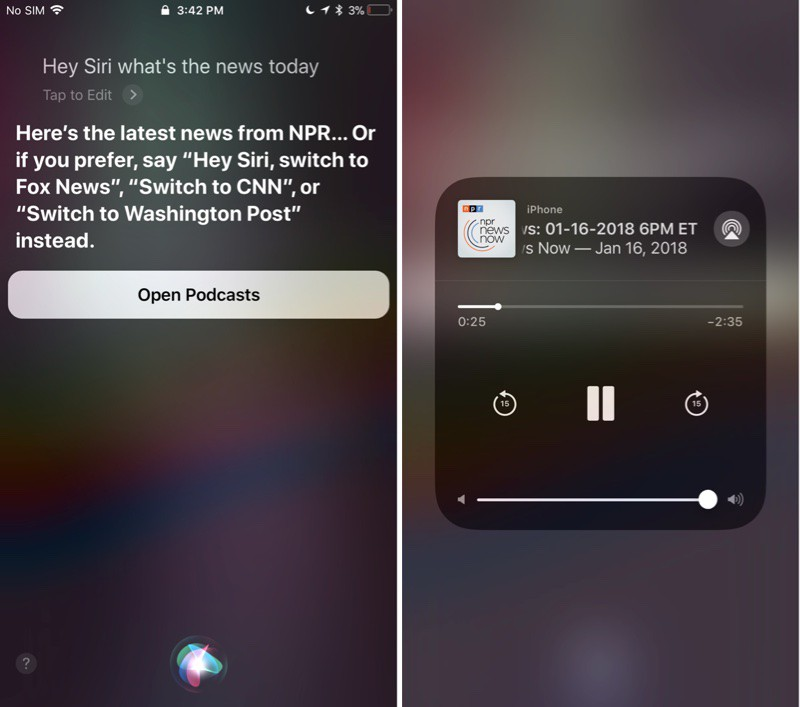 No SIM 3:42 PM 3%
Hey Siri what's the news today
Tap to Edit
Here's the latest news from NPR... Or
if you prefer, say “Hey Siri, switch to
Fox News”, “Switch to CNN”, or
“Switch to Washington Post”
instead.
Open Podcasts
?
npr
npr
news
now
iPhone
vs: 01-16-2018 6PM ET
s Now — Jan 16, 2018
0:25
−2:35
15
15